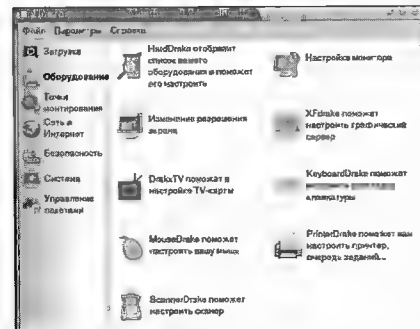 Файл Параметры Справка
Загрузка
Оборудование
Точки
монтирования
Сеть и
Интернет
Безопасность
Система
Управление
пакетами
HardDrake отобразит
список вашего
оборудования и поможет
его настроить
Настройка монитора
Изменение разрешения
экрана
XFdrake поможет
настроить графический
сервер
DrakxTV поможет в
настройке TV-карты
KeyboardDrake поможет
клавиатуры
MouseDrake поможет
настроить вашу мышь
PrinterDrake поможет вам
настроить принтер,
очередь заданий...
ScannerDrake поможет
настроить сканер